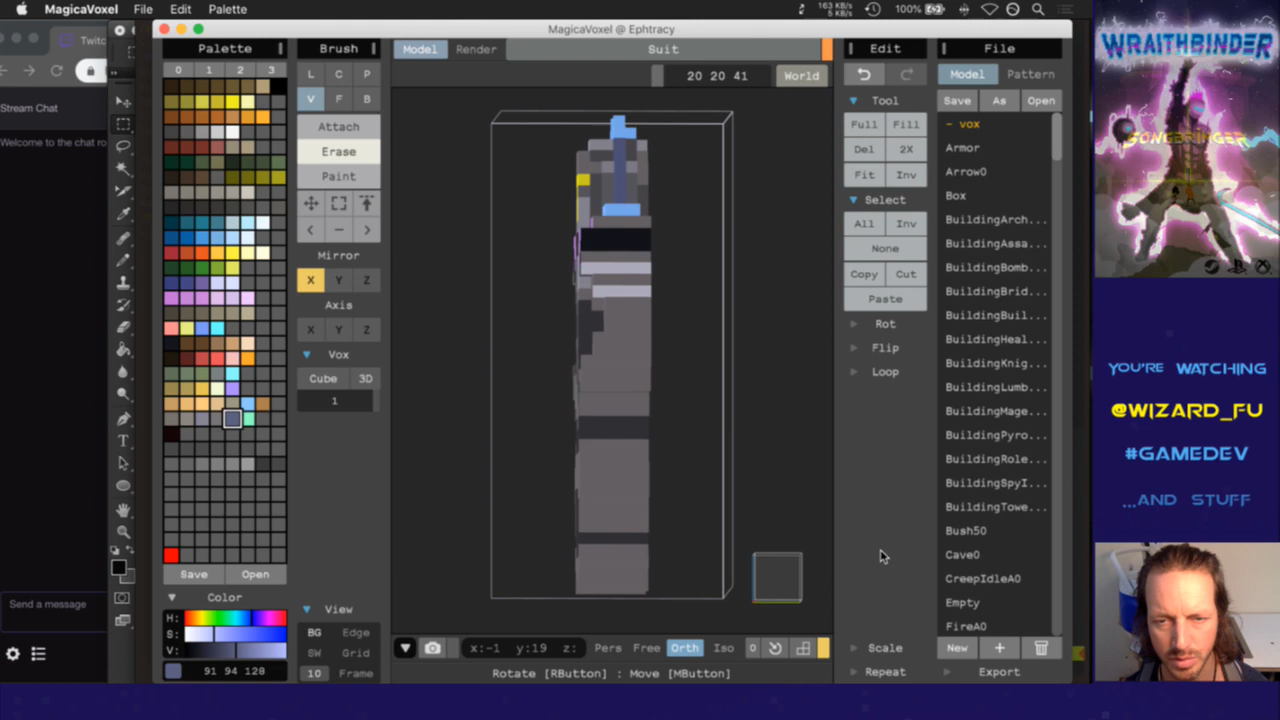 MagicaVoxel File Edit Palette
163 KB/s
5 KB/s
100%
MagicaVoxel @ Ephtracy
Twitc
Stream Chat
Welcome to the chat ro
Send a message
Palette
0 1 2 3
Save Open
Color
H:
S:
V:
91 94 128
Brush
L C P
V F B
Attach
Erase
Paint
< – >
Mirror
X Y Z
Axis
X Y Z
Vox
Cube 3D
1
View
BG Edge
SW Grid
10 Frame
Model Render Suit
20 20 41 World
x:-1 y:19 z: Pers Free Orth Iso 0
Rotate [RButton] : Move [MButton]
Edit
Tool
Full Fill
Del 2X
Fit Inv
Select
All Inv
None
Copy Cut
Paste
Rot
Flip
Loop
Scale
Repeat
File
Model Pattern
Save As Open
- vox
Armor
Arrow0
Box
BuildingArch...
BuildingAssa...
BuildingBomb...
BuildingBrid...
BuildingBuil...
BuildingHeal...
BuildingKnig...
BuildingLumb...
BuildingMage...
BuildingPyro...
BuildingRole...
BuildingSpyI...
BuildingTowe...
Bush50
Cave0
CreepIdleA0
Empty
FireA0
New +
Export
WRAITHBINDER
SONGBRINGER
YOU'RE WATCHING
@WIZARD_FU
#GAMEDEV
...AND STUFF